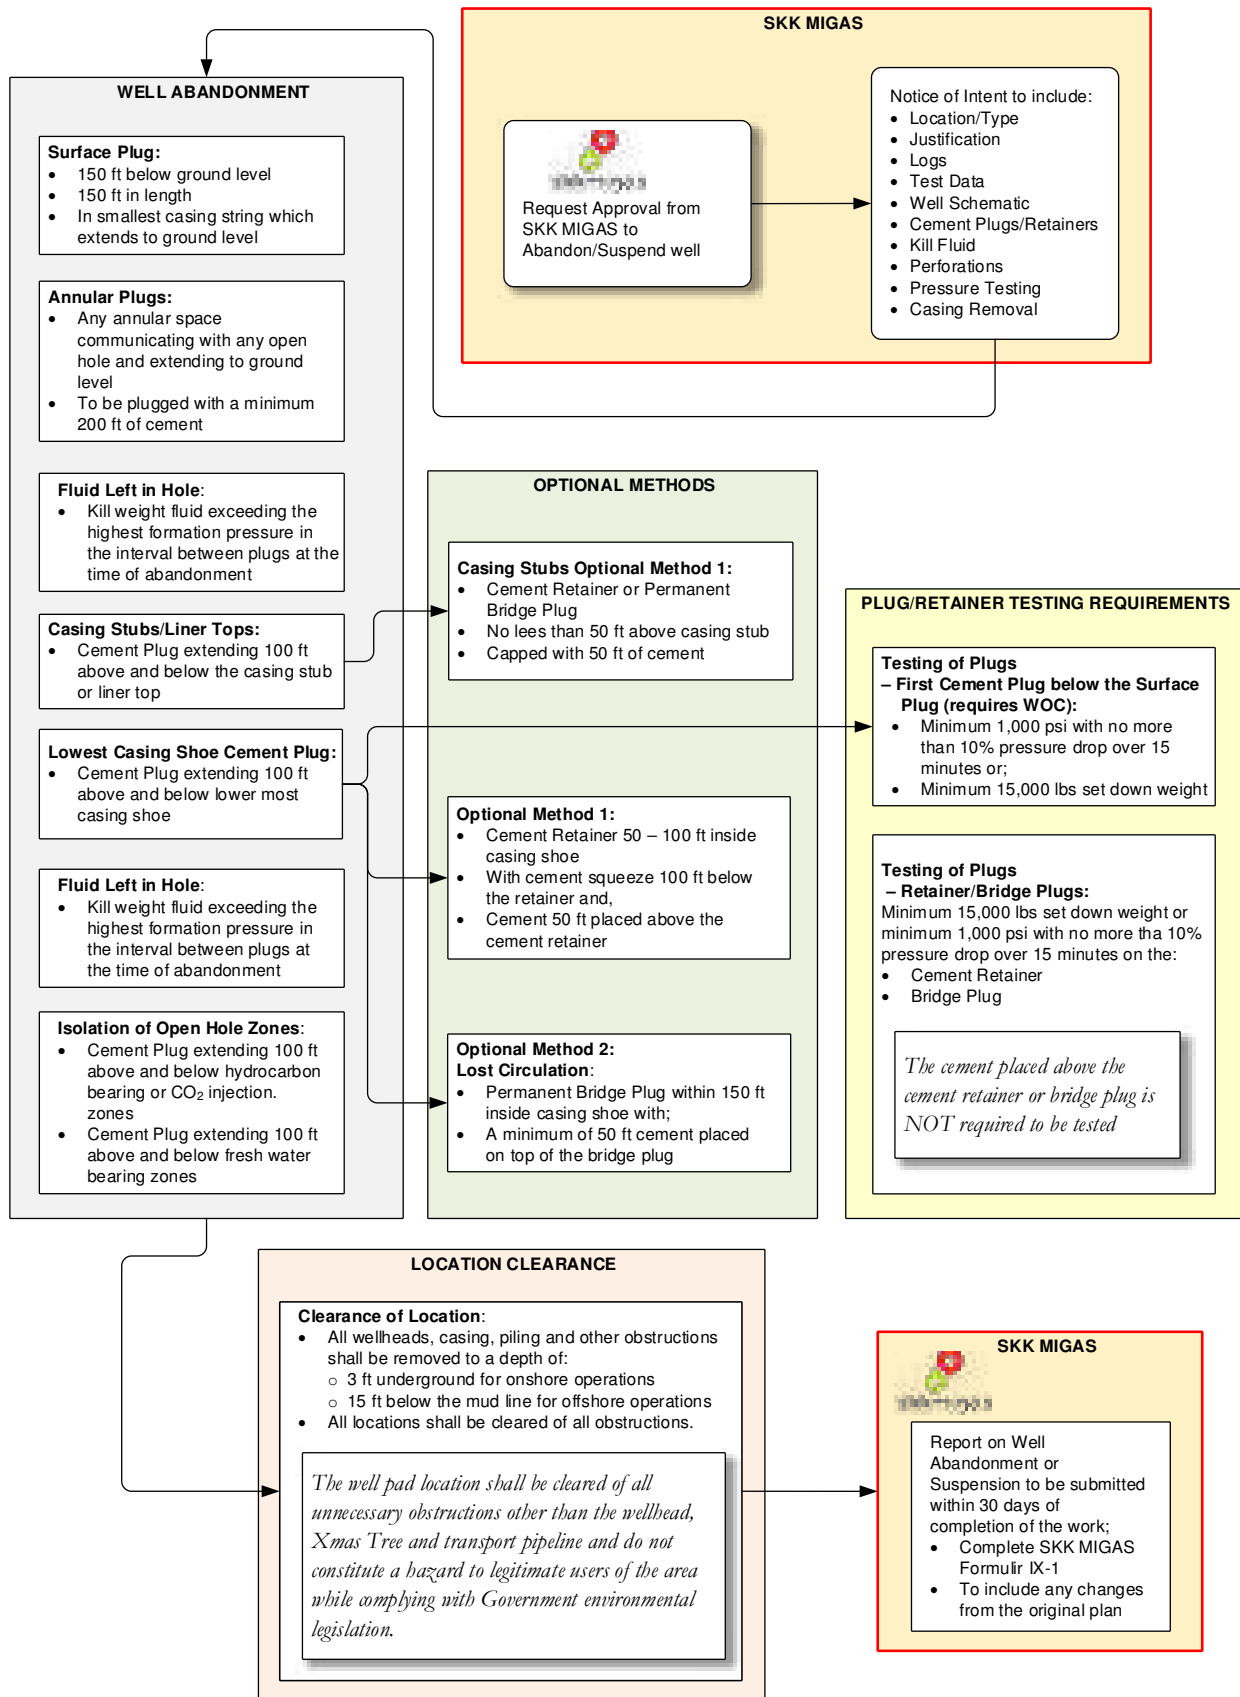 SKK MIGAS
Request Approval from
SKK MIGAS to
Abandon/Suspend well
Notice of Intent to include:
• Location/Type
• Justification
• Logs
• Test Data
• Well Schematic
• Cement Plugs/Retainers
• Kill Fluid
• Perforations
• Pressure Testing
• Casing Removal
WELL ABANDONMENT
Surface Plug:
• 150 ft below ground level
• 150 ft in length
• In smallest casing string which
extends to ground level
Annular Plugs:
• Any annular space
communicating with any open
hole and extending to ground
level
• To be plugged with a minimum
200 ft of cement
Fluid Left in Hole:
• Kill weight fluid exceeding the
highest formation pressure in
the interval between plugs at the
time of abandonment
Casing Stubs/Liner Tops:
• Cement Plug extending 100 ft
above and below the casing stub
or liner top
Lowest Casing Shoe Cement Plug:
• Cement Plug extending 100 ft
above and below lower most
casing shoe
Fluid Left in Hole:
• Kill weight fluid exceeding the
highest formation pressure in
the interval between plugs at
the time of abandonment
Isolation of Open Hole Zones:
• Cement Plug extending 100 ft
above and below hydrocarbon
bearing or CO₂ injection.
zones
• Cement Plug extending 100 ft
above and below fresh water
bearing zones
OPTIONAL METHODS
Casing Stubs Optional Method 1:
• Cement Retainer or Permanent
Bridge Plug
• No lees than 50 ft above casing stub
• Capped with 50 ft of cement
Optional Method 1:
• Cement Retainer 50 – 100 ft inside
casing shoe
• With cement squeeze 100 ft below
the retainer and,
• Cement 50 ft placed above the
cement retainer
Optional Method 2:
Lost Circulation:
• Permanent Bridge Plug within 150 ft
inside casing shoe with;
• A minimum of 50 ft cement placed
on top of the bridge plug
PLUG/RETAINER TESTING REQUIREMENTS
Testing of Plugs
– First Cement Plug below the Surface
Plug (requires WOC):
• Minimum 1,000 psi with no more
than 10% pressure drop over 15
minutes or;
• Minimum 15,000 lbs set down weight
Testing of Plugs
– Retainer/Bridge Plugs:
Minimum 15,000 lbs set down weight or
minimum 1,000 psi with no more tha 10%
pressure drop over 15 minutes on the:
• Cement Retainer
• Bridge Plug
The cement placed above the
cement retainer or bridge plug is
NOT required to be tested
LOCATION CLEARANCE
Clearance of Location:
• All wellheads, casing, piling and other obstructions
shall be removed to a depth of:
○ 3 ft underground for onshore operations
○ 15 ft below the mud line for offshore operations
• All locations shall be cleared of all obstructions.
The well pad location shall be cleared of all
unnecessary obstructions other than the wellhead,
Xmas Tree and transport pipeline and do not
constitute a hazard to legitimate users of the area
while complying with Government environmental
legislation.
SKK MIGAS
Report on Well
Abandonment or
Suspension to be submitted
within 30 days of
completion of the work;
• Complete SKK MIGAS
Formulir IX-1
• To include any changes
from the original plan